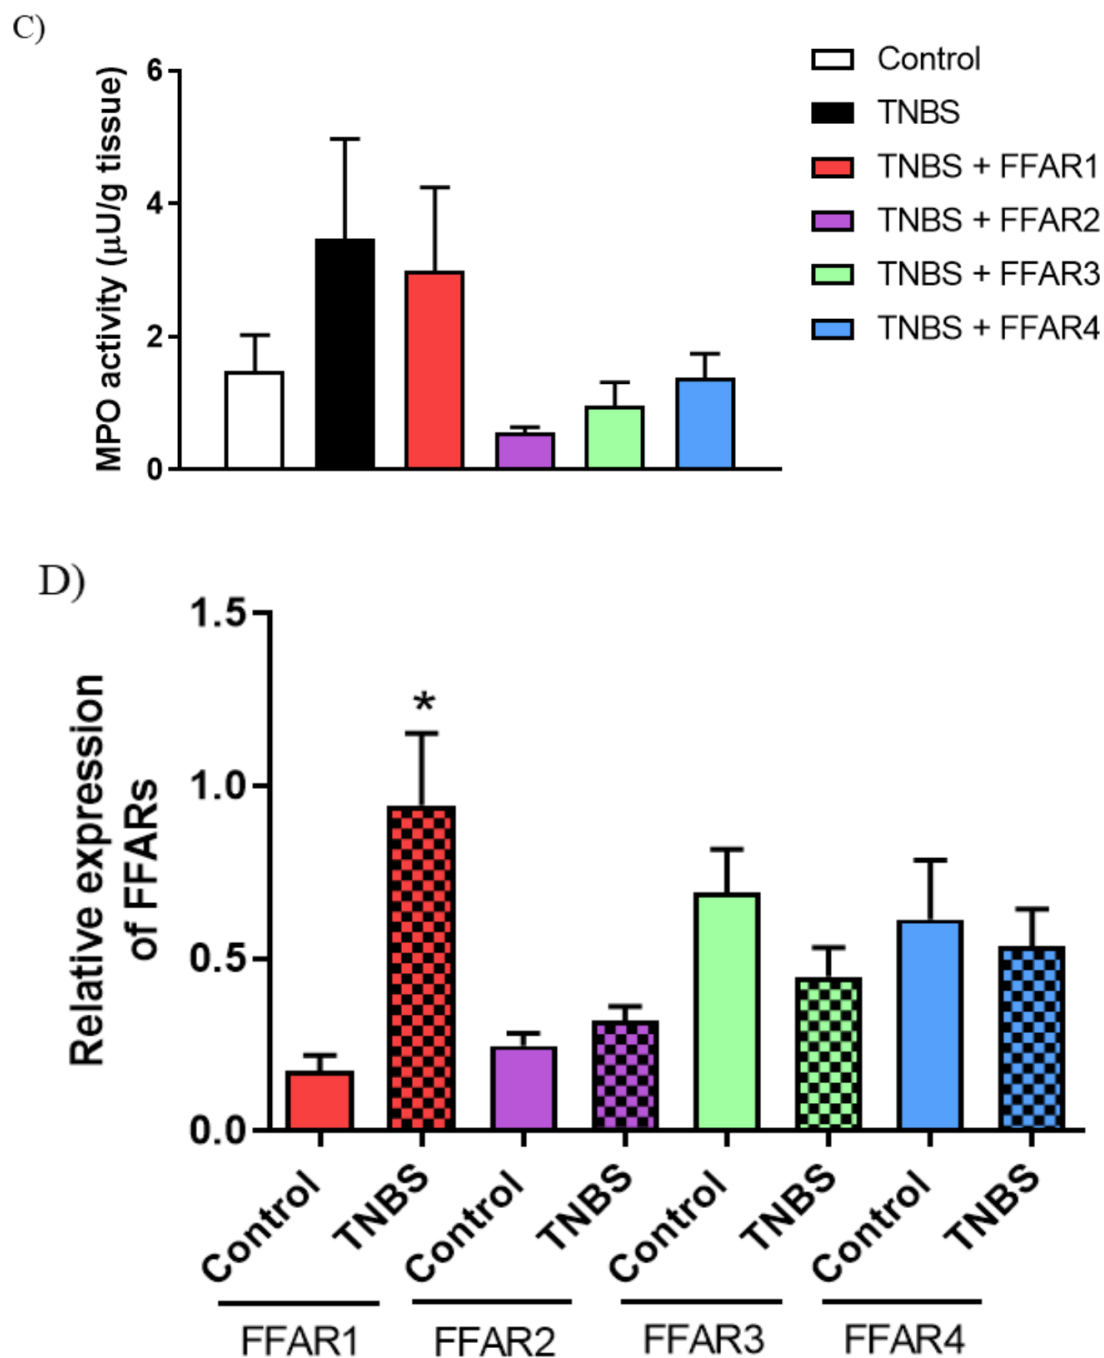 C)
MPO activity (μU/g tissue)
6
4
2
0
Control
TNBS
TNBS + FFAR1
TNBS + FFAR2
TNBS + FFAR3
TNBS + FFAR4
D)
Relative expression
of FFARs
1.5
1.0
0.5
0.0
*
Control
TNBS
Control
TNBS
Control
TNBS
Control
TNBS
FFAR1
FFAR2
FFAR3
FFAR4